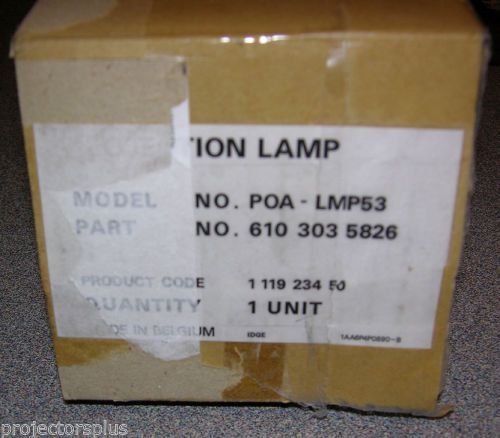 TION LAMP
MODEL NO. POA - LMP53
PART NO. 610 303 5826
PRODUCT CODE 1 119 234 50
QUANTITY 1 UNIT
DE IN BELGIUM IDGE
projectorsplus